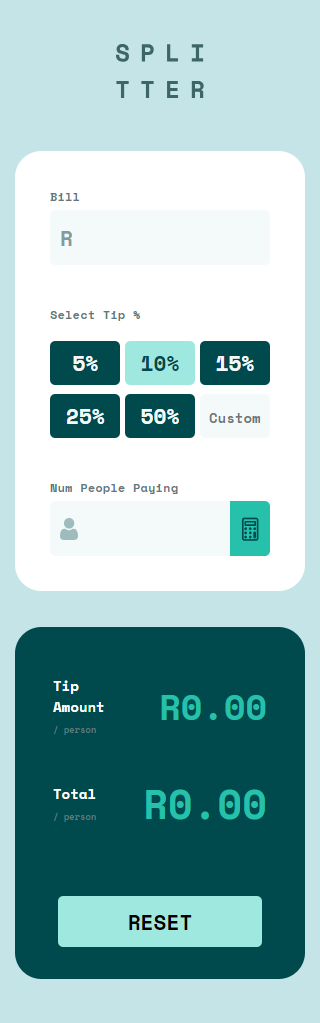 SPLI
TTER
Bill
R
Select Tip %
5% 10% 15%
25% 50% Custom
Num People Paying
Tip
Amount
/ person
R0.00
Total
/ person
R0.00
RESET